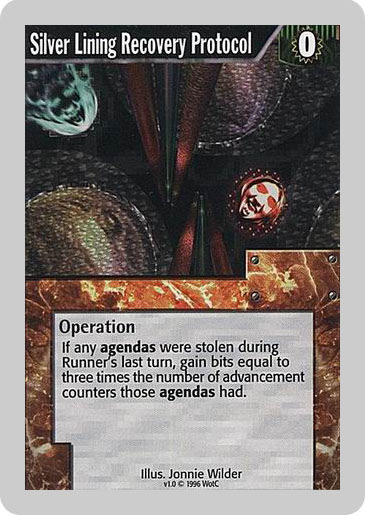 Silver Lining Recovery Protocol
0
Operation
If any agendas were stolen during
Runner's last turn, gain bits equal to
three times the number of advancement
counters those agendas had.
Illus. Jonnie Wilder
v1.0 © 1996 WotC